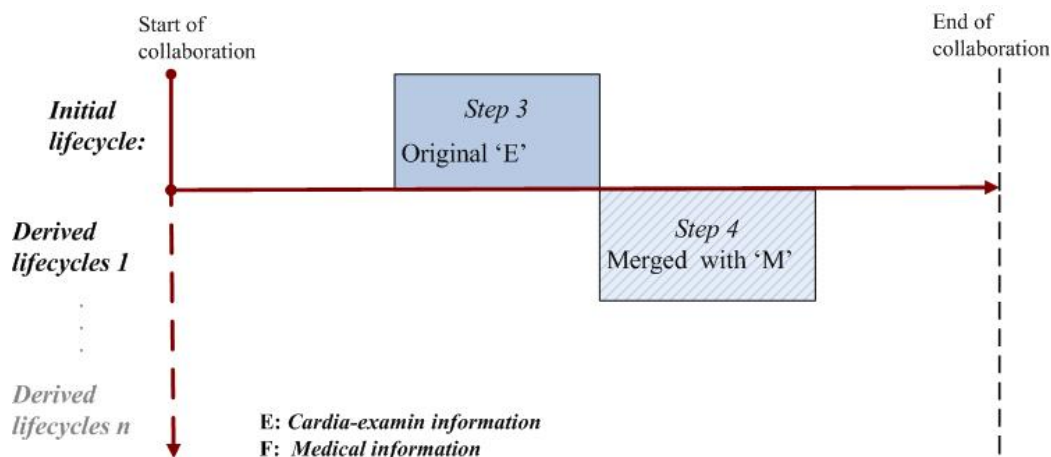 Start of
collaboration
End of
collaboration
Initial
lifecycle:
Step 3
Original ‘E’
Derived
lifecycles 1
Step 4
Merged with ‘M’
Derived
lifecycles n
E: Cardia-examin information
F: Medical information